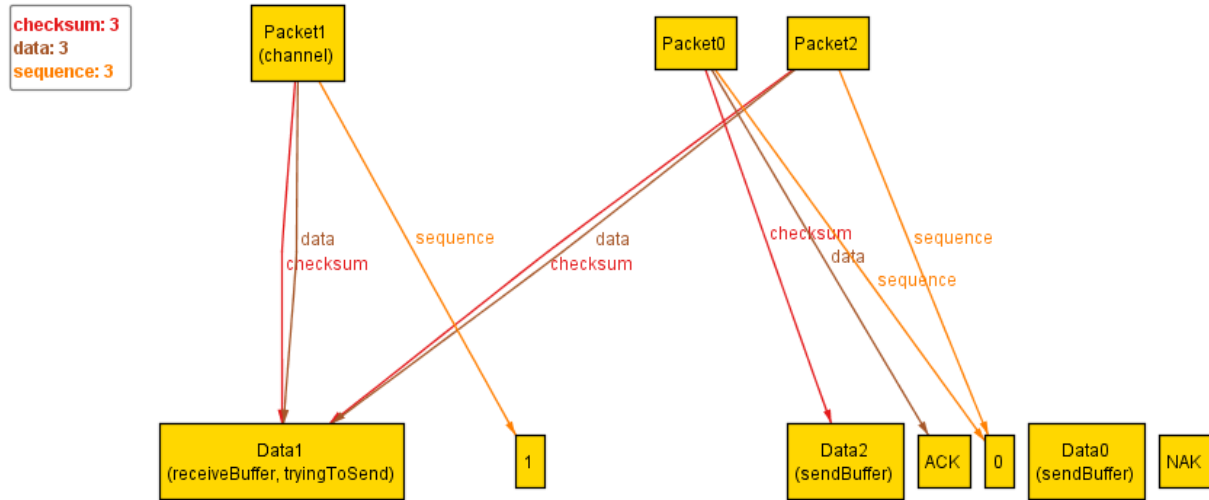 checksum: 3
data: 3
sequence: 3
Packet1
(channel)
Packet0
Packet2
checksum
data
sequence
data
sequence
checksum
checksum
data
sequence
Data1
(receiveBuffer, tryingToSend)
1
Data2
(sendBuffer)
ACK
0
Data0
(sendBuffer)
NAK